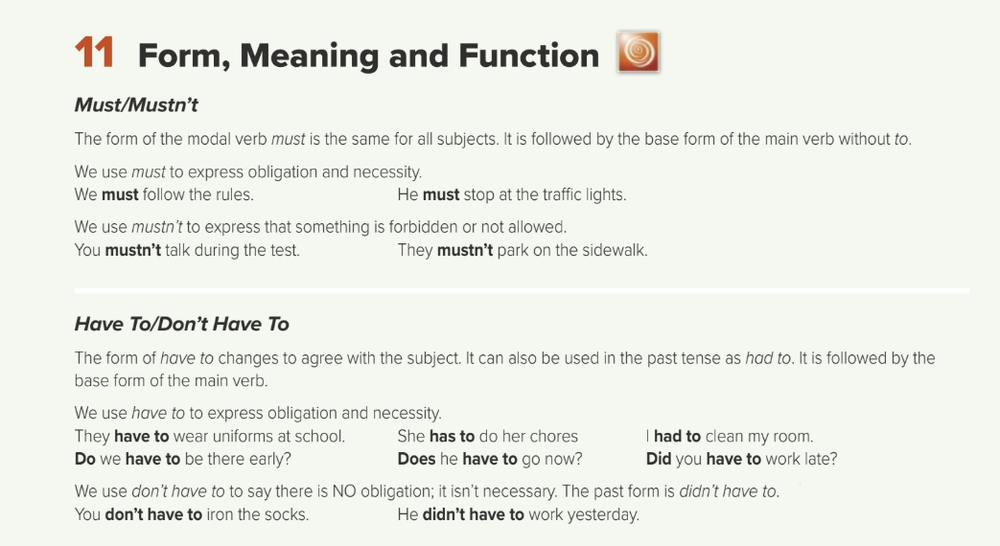 11 Form, Meaning and Function
Must/Mustn't
The form of the modal verb must is the same for all subjects. It is followed by the base form of the main verb without to.
We use must to express obligation and necessity.
We must follow the rules. He must stop at the traffic lights.
We use mustn't to express that something is forbidden or not allowed.
You mustn't talk during the test. They mustn't park on the sidewalk.
Have To/Don't Have To
The form of have to changes to agree with the subject. It can also be used in the past tense as had to. It is followed by the
base form of the main verb.
We use have to to express obligation and necessity.
They have to wear uniforms at school. She has to do her chores I had to clean my room.
Do we have to be there early? Does he have to go now? Did you have to work late?
We use don't have to to say there is NO obligation; it isn't necessary. The past form is didn't have to.
You don't have to iron the socks. He didn't have to work yesterday.